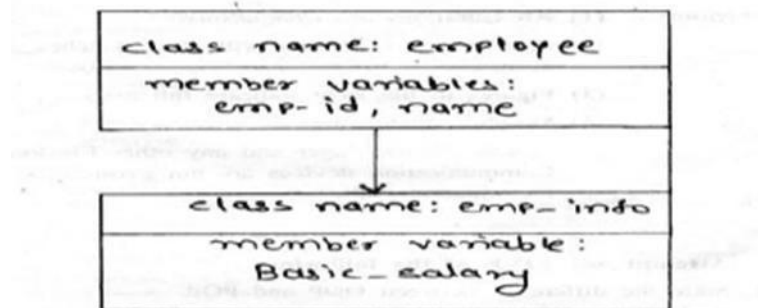 class name: employee
member variables:
emp-id, name
class name: emp-info
member variable:
Basic-salary